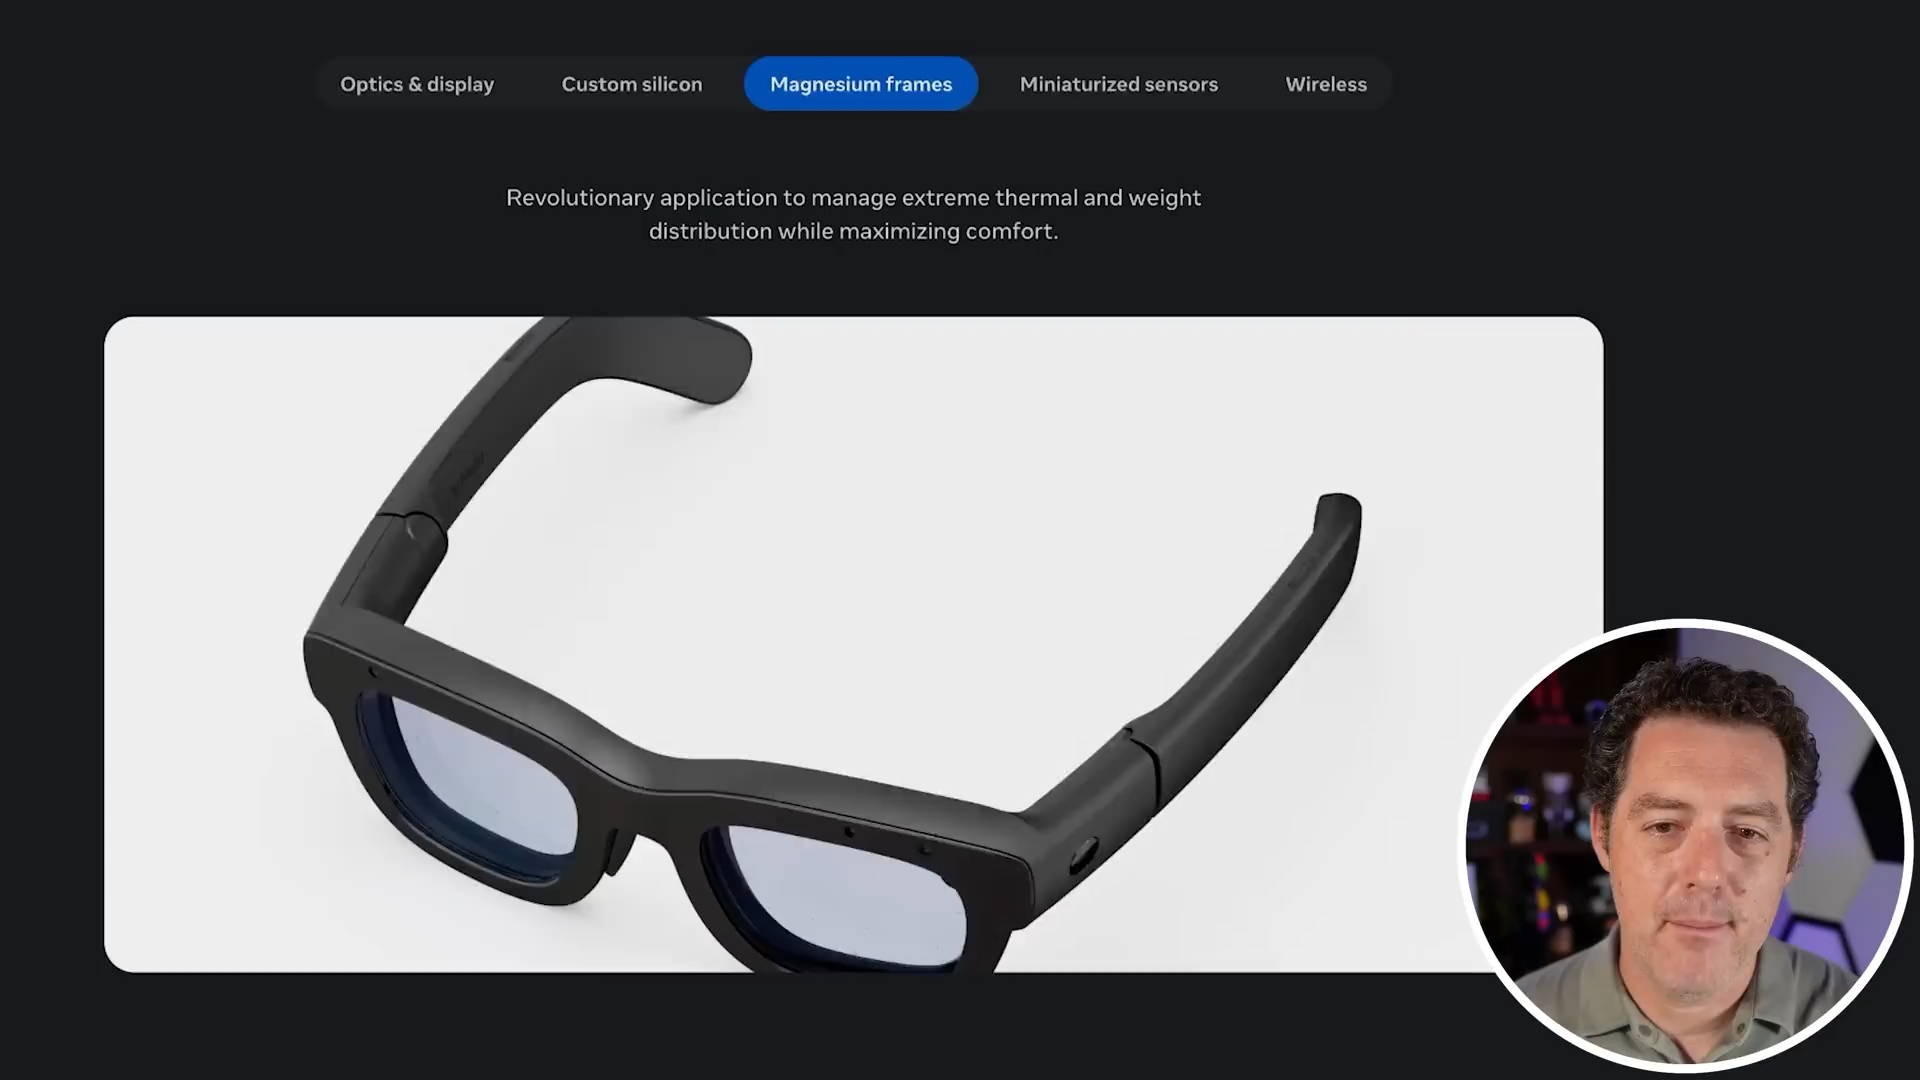 Optics & display
Custom silicon
Magnesium frames
Miniaturized sensors
Wireless
Revolutionary application to manage extreme thermal and weight
distribution while maximizing comfort.